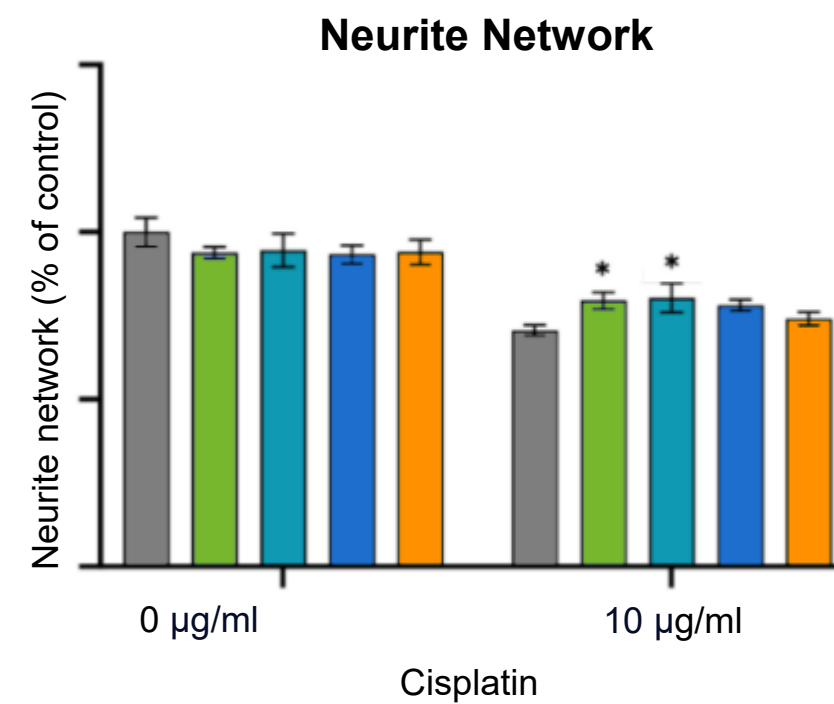 Neurite Network
Neurite network (% of control)
* *
0 µg/ml 10 µg/ml
Cisplatin